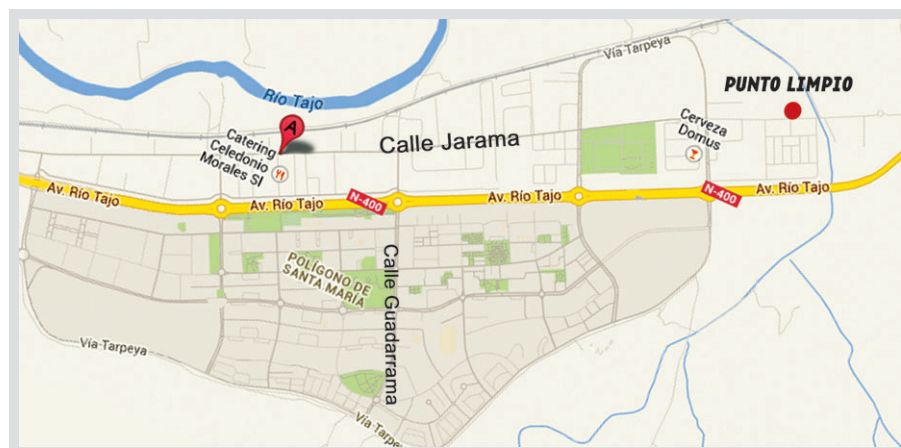 Vía Tarpeya
PUNTO LIMPIO
Río Tajo
A
Calle Jarama
Cerveza
Domus
Catering
Celedonio
Morales Sl
Av. Río Tajo
Av. Río Tajo
N-400
Av. Río Tajo
N-400
Av. Río Tajo
POLÍGONO DE
SANTA MARÍA
Calle Guadarrama
Vía Tarpeya
Vía Tarpeya